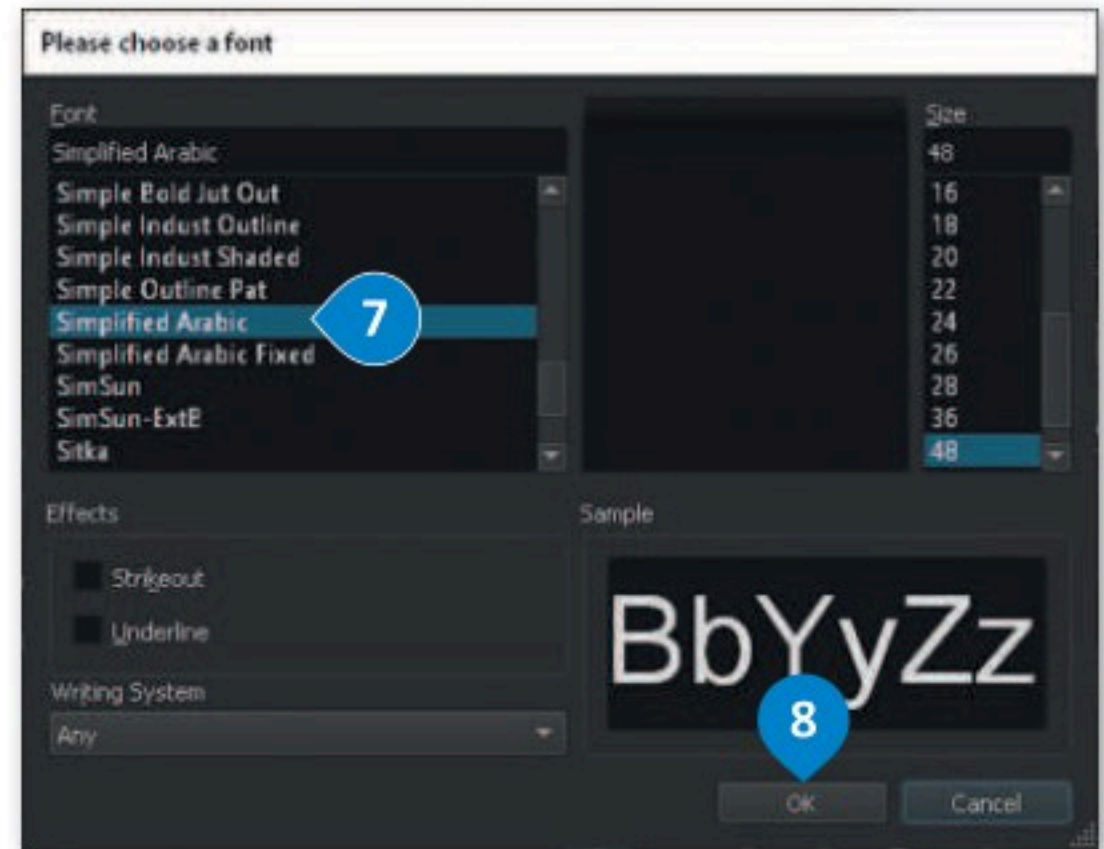 Please choose a font
Font
Size
Simplified Arabic
48
Simple Bold Jut Out
Simple Indust Outline
Simple Indust Shaded
Simple Outline Pat
Simplified Arabic
Simplified Arabic Fixed
SimSun
SimSun-ExtB
Sitka
7
16
18
20
22
24
26
28
36
48
Effects
Strikeout
Underline
Writing System
Any
Sample
BbYyZz
8
OK
Cancel